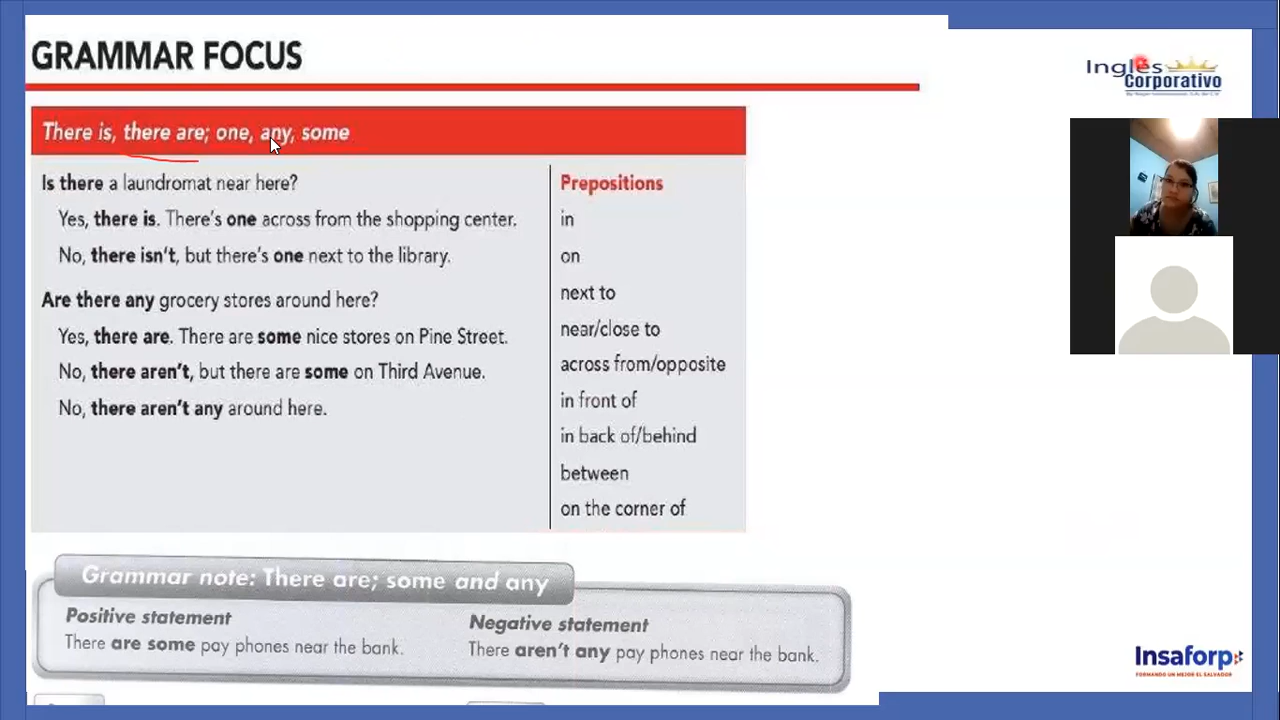 GRAMMAR FOCUS
Inglés
Corporativo
There is, there are; one, any, some
Is there a laundromat near here?
Yes, there is. There's one across from the shopping center.
No, there isn't, but there's one next to the library.
Are there any grocery stores around here?
Yes, there are. There are some nice stores on Pine Street.
No, there aren't, but there are some on Third Avenue.
No, there aren't any around here.
Prepositions
in
on
next to
near/close to
across from/opposite
in front of
in back of/behind
between
on the corner of
Grammar note: There are; some and any
Positive statement
There are some pay phones near the bank.
Negative statement
There aren't any pay phones near the bank.
Insaforp
FORMANDO UN MEJOR EL SALVADOR